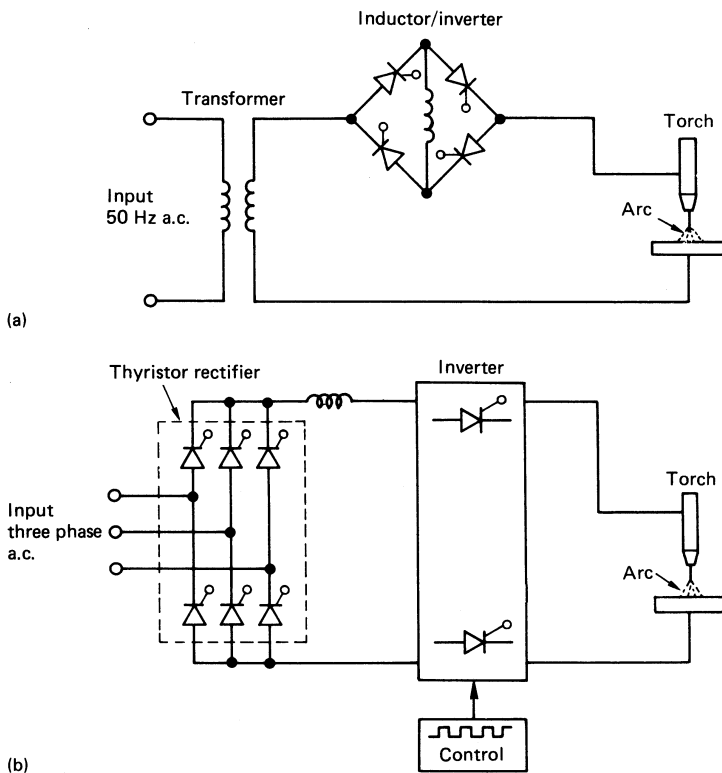 Inductor/inverter
Transformer
Torch
Input
50 Hz a.c.
Arc
(a)
Thyristor rectifier
Inverter
Input
three phase
a.c.
Torch
Arc
Control
(b)